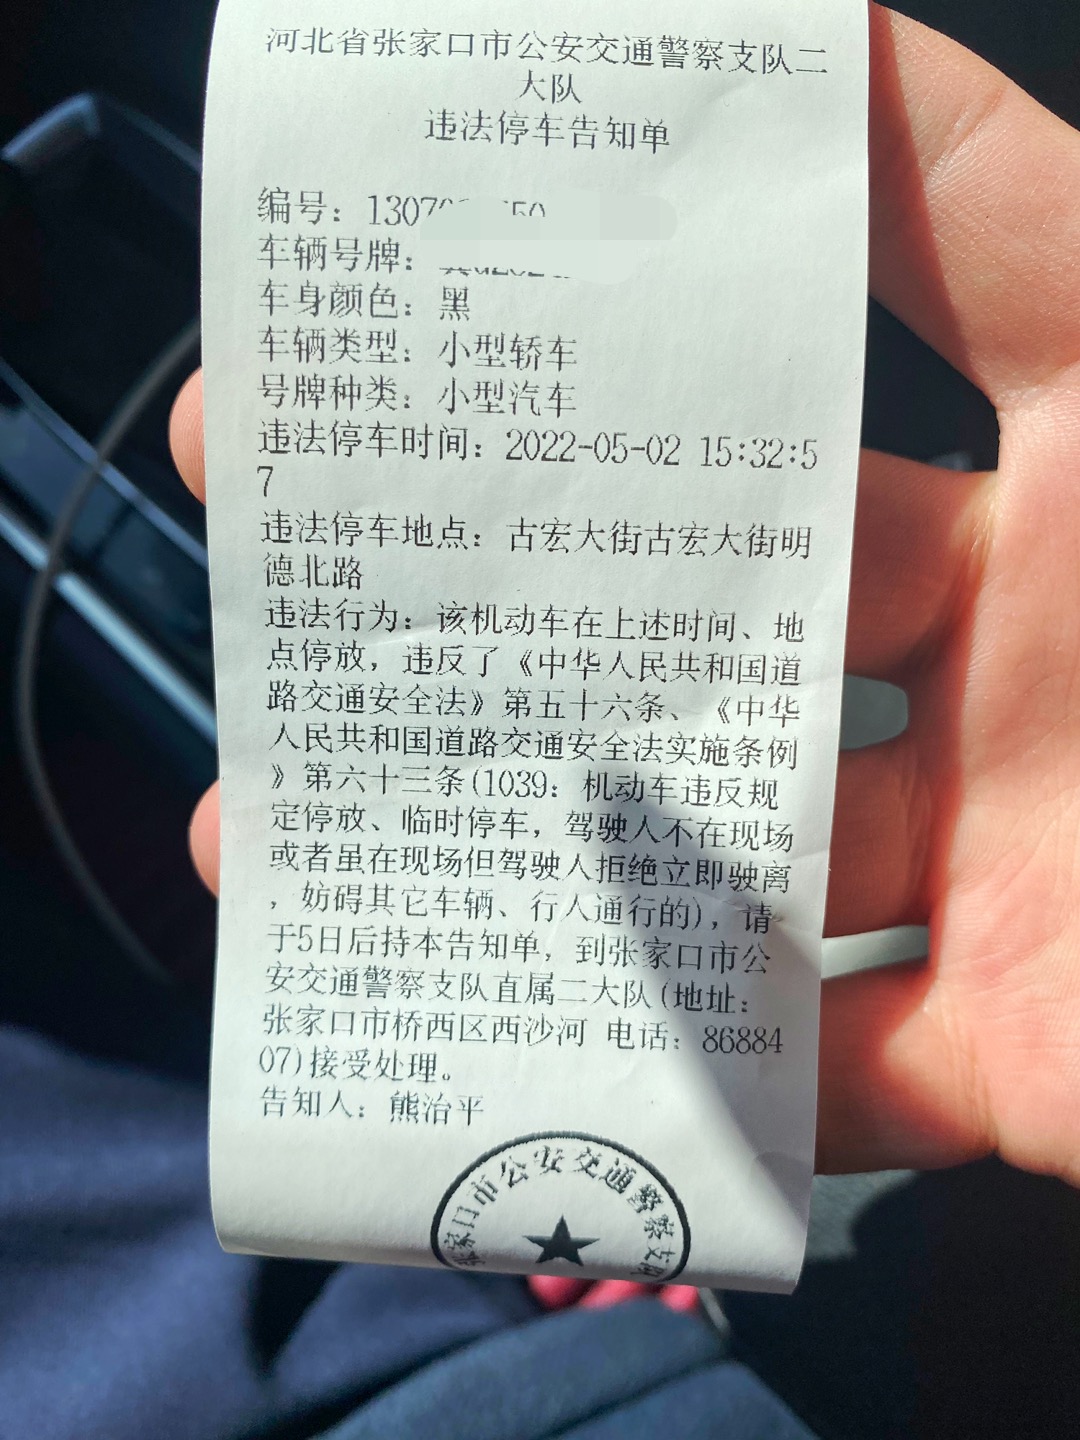 河北省张家口市公安交通警察支队二
大队
违法停车告知单
编号：1307
车辆号牌：
车身颜色：黑
车辆类型：小型轿车
号牌种类：小型汽车
违法停车时间：2022-05-02 15:32:5
7
违法停车地点：古宏大街古宏大街明
德北路
违法行为：该机动车在上述时间、地
点停放，违反了《中华人民共和国道
路交通安全法》第五十六条、《中华
人民共和国道路交通安全法实施条例
》第六十三条(1039：机动车违反规
定停放、临时停车，驾驶人不在现场
或者虽在现场但驾驶人拒绝立即驶离
，妨碍其它车辆、行人通行的)，请
于5日后持本告知单，到张家口市公
安交通警察支队直属二大队(地址：
张家口市桥西区西沙河 电话：86884
07)接受处理。
告知人：熊治平
张家口市公安交通警察支队